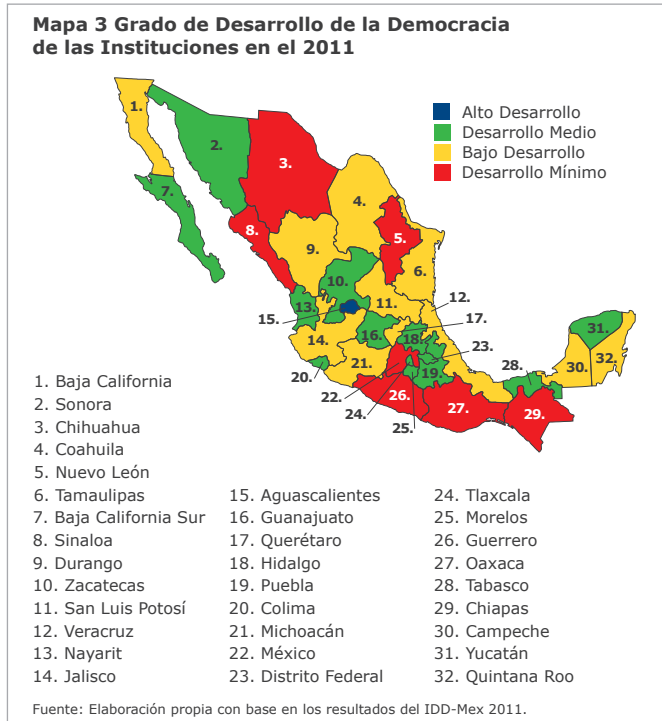 Mapa 3 Grado de Desarrollo de la Democracia
de las Instituciones en el 2011
Alto Desarrollo
Desarrollo Medio
Bajo Desarrollo
Desarrollo Mínimo
1.
2.
3.
4.
7.
8.
5.
9.
6.
10.
11.
12.
13.
15.
17.
31.
16.
18.
14.
23.
28.
30.
32.
21.
19.
20.
22.
26.
27.
29.
24.
25.
1. Baja California
2. Sonora
3. Chihuahua
4. Coahuila
5. Nuevo León
6. Tamaulipas
7. Baja California Sur
8. Sinaloa
9. Durango
10. Zacatecas
11. San Luis Potosí
12. Veracruz
13. Nayarit
14. Jalisco
15. Aguascalientes
16. Guanajuato
17. Querétaro
18. Hidalgo
19. Puebla
20. Colima
21. Michoacán
22. México
23. Distrito Federal
24. Tlaxcala
25. Morelos
26. Guerrero
27. Oaxaca
28. Tabasco
29. Chiapas
30. Campeche
31. Yucatán
32. Quintana Roo
Fuente: Elaboración propia con base en los resultados del IDD-Mex 2011.